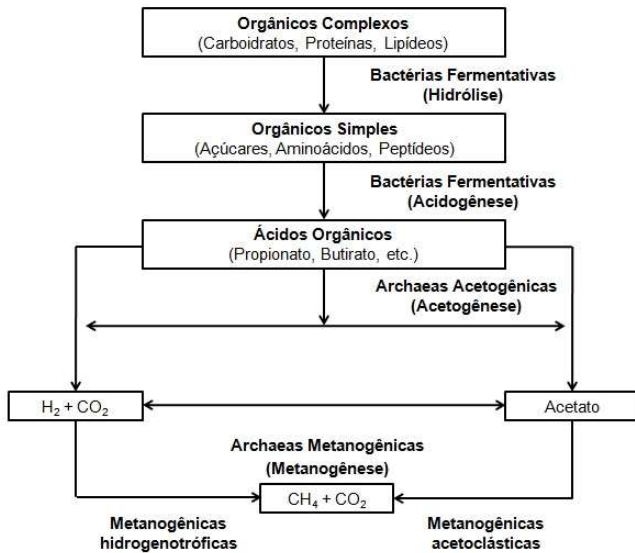 Orgânicos Complexos
(Carboidratos, Proteínas, Lipídeos)
Bactérias Fermentativas
(Hidrólise)
Orgânicos Simples
(Açúcares, Aminoácidos, Peptídeos)
Bactérias Fermentativas
(Acidogênese)
Ácidos Orgânicos
(Propionato, Butirato, etc.)
Archaeas Acetogênicas
(Acetogênese)
H₂ + CO₂
Acetato
Archaeas Metanogênicas
(Metanogênese)
CH₄ + CO₂
Metanogênicas
hidrogenotróficas
Metanogênicas
acetoclásticas